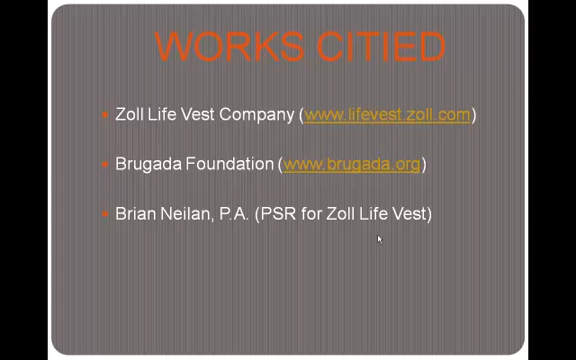 WORKS CITIED
Zoll Life Vest Company (www.lifevest.zoll.com)
Brugada Foundation (www.brugada.org)
Brian Neilan, P.A. (PSR for Zoll Life Vest)